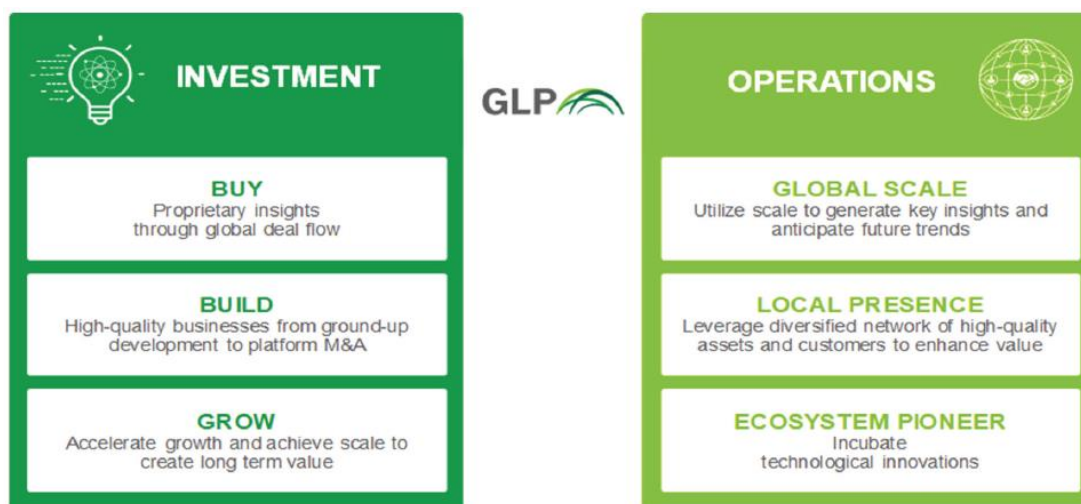 INVESTMENT
BUY
Proprietary insights
through global deal flow
BUILD
High-quality businesses from ground-up
development to platform M&A
GROW
Accelerate growth and achieve scale to
create long term value
GLP
OPERATIONS
GLOBAL SCALE
Utilize scale to generate key insights and
anticipate future trends
LOCAL PRESENCE
Leverage diversified network of high-quality
assets and customers to enhance value
ECOSYSTEM PIONEER
Incubate
technological innovations